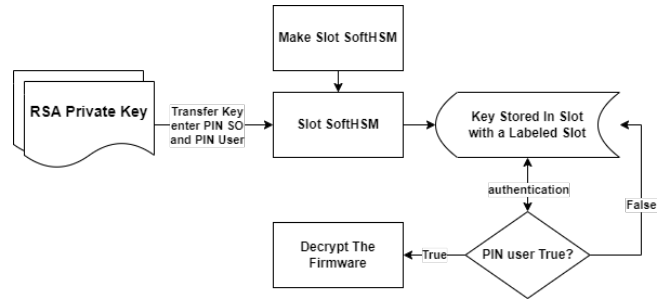 Make Slot SoftHSM
RSA Private Key
Transfer Key
enter PIN SO
and PIN User
Slot SoftHSM
Key Stored In Slot
with a Labeled Slot
authentication
False
Decrypt The
Firmware
True
PIN user True?